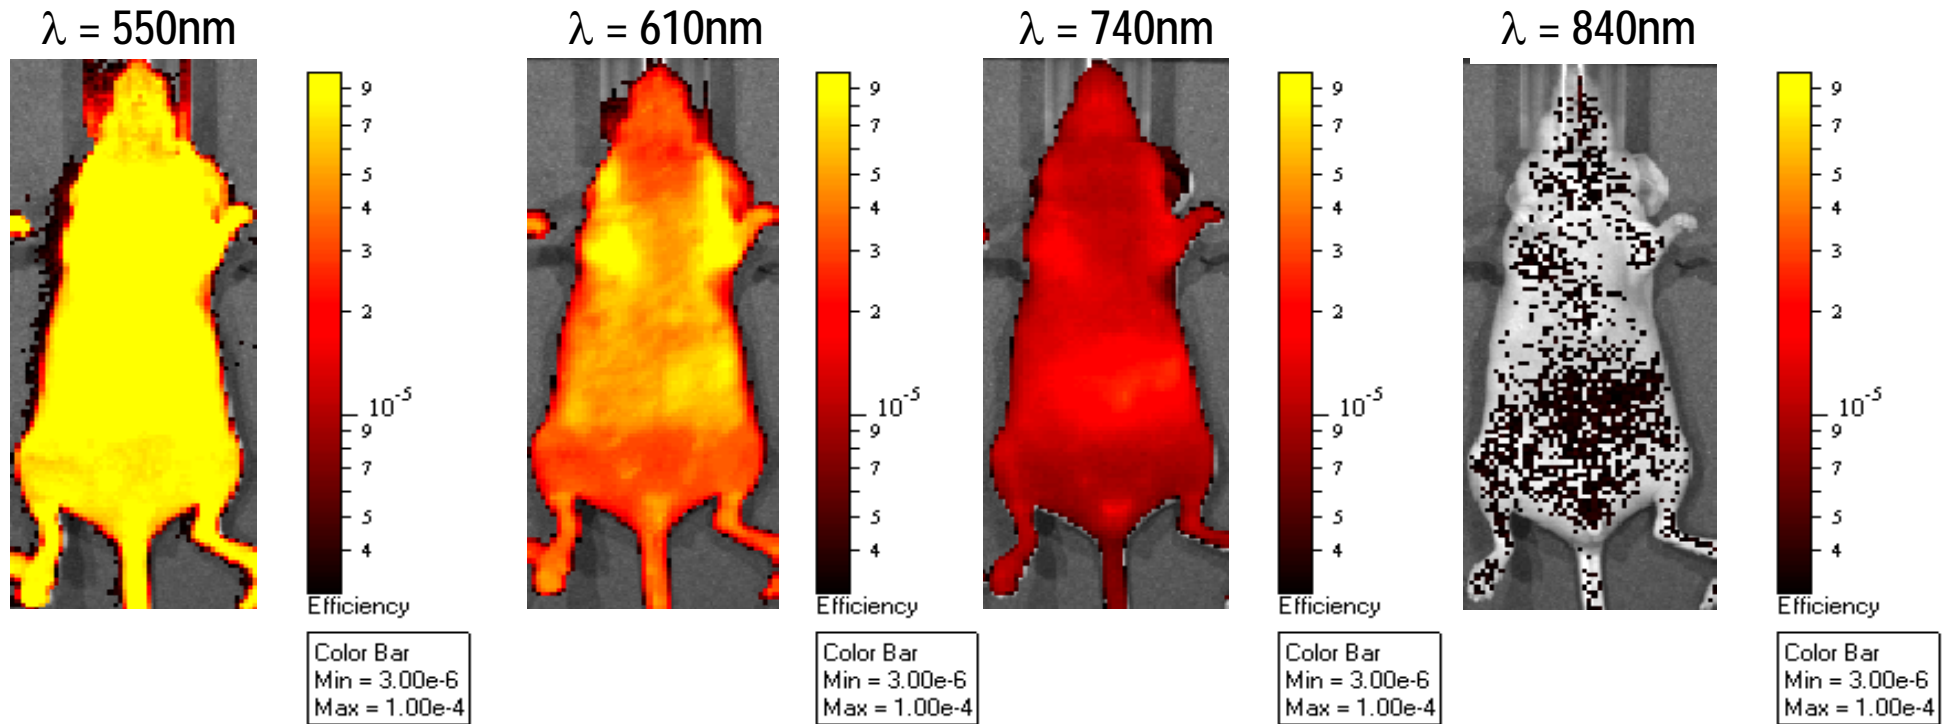 λ = 550nm
9
7
5
4
3
2
10-5
9
7
5
4
Efficiency
Color Bar
Min = 3.00e-6
Max = 1.00e-4
λ = 610nm
9
7
5
4
3
2
10-5
9
7
5
4
Efficiency
Color Bar
Min = 3.00e-6
Max = 1.00e-4
λ = 740nm
9
7
5
4
3
2
10-5
9
7
5
4
Efficiency
Color Bar
Min = 3.00e-6
Max = 1.00e-4
λ = 840nm
9
7
5
4
3
2
10-5
9
7
5
4
Efficiency
Color Bar
Min = 3.00e-6
Max = 1.00e-4